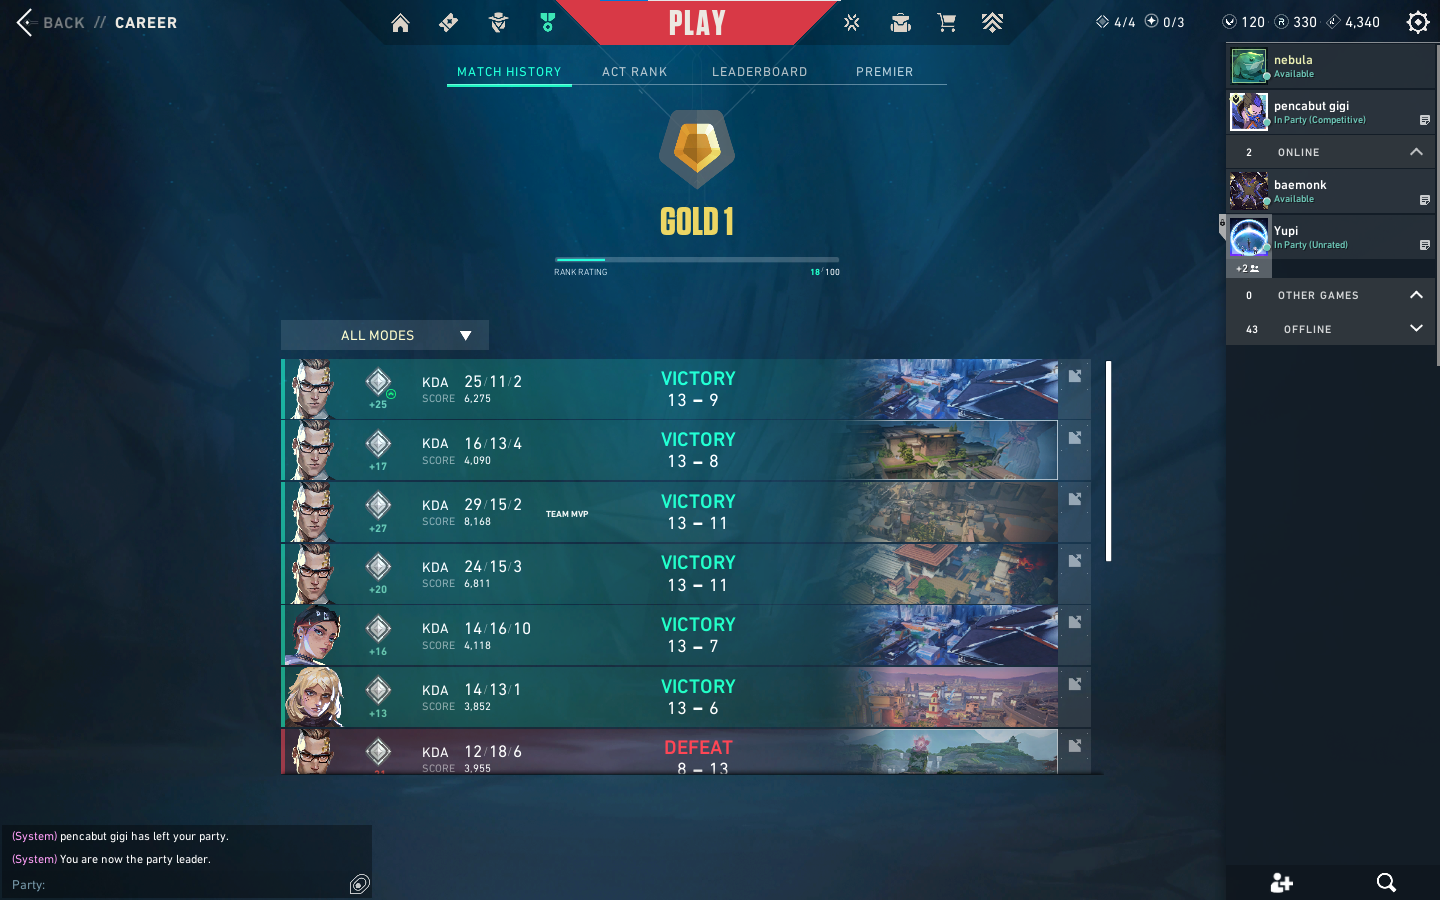 BACK // CAREER
PLAY
4/4 0/3 120 330 4,340
MATCH HISTORY ACT RANK LEADERBOARD PREMIER
GOLD 1
RANK RATING 18/100
ALL MODES
KDA 25/11/2 VICTORY
+25 SCORE 6,275 13 – 9
KDA 16/13/4 VICTORY
+17 SCORE 4,090 13 – 8
KDA 29/15/2 VICTORY
+27 SCORE 8,168 TEAM MVP 13 – 11
KDA 24/15/3 VICTORY
+20 SCORE 6,811 13 – 11
KDA 14/16/10 VICTORY
+16 SCORE 4,118 13 – 7
KDA 14/13/1 VICTORY
+13 SCORE 3,852 13 – 6
KDA 12/18/6 DEFEAT
SCORE 3,955 8 – 13
nebula
Available
pencabut gigi
In Party (Competitive)
2 ONLINE
baemonk
Available
Yupi
In Party (Unrated)
+2
0 OTHER GAMES
43 OFFLINE
(System) pencabut gigi has left your party.
(System) You are now the party leader.
Party: